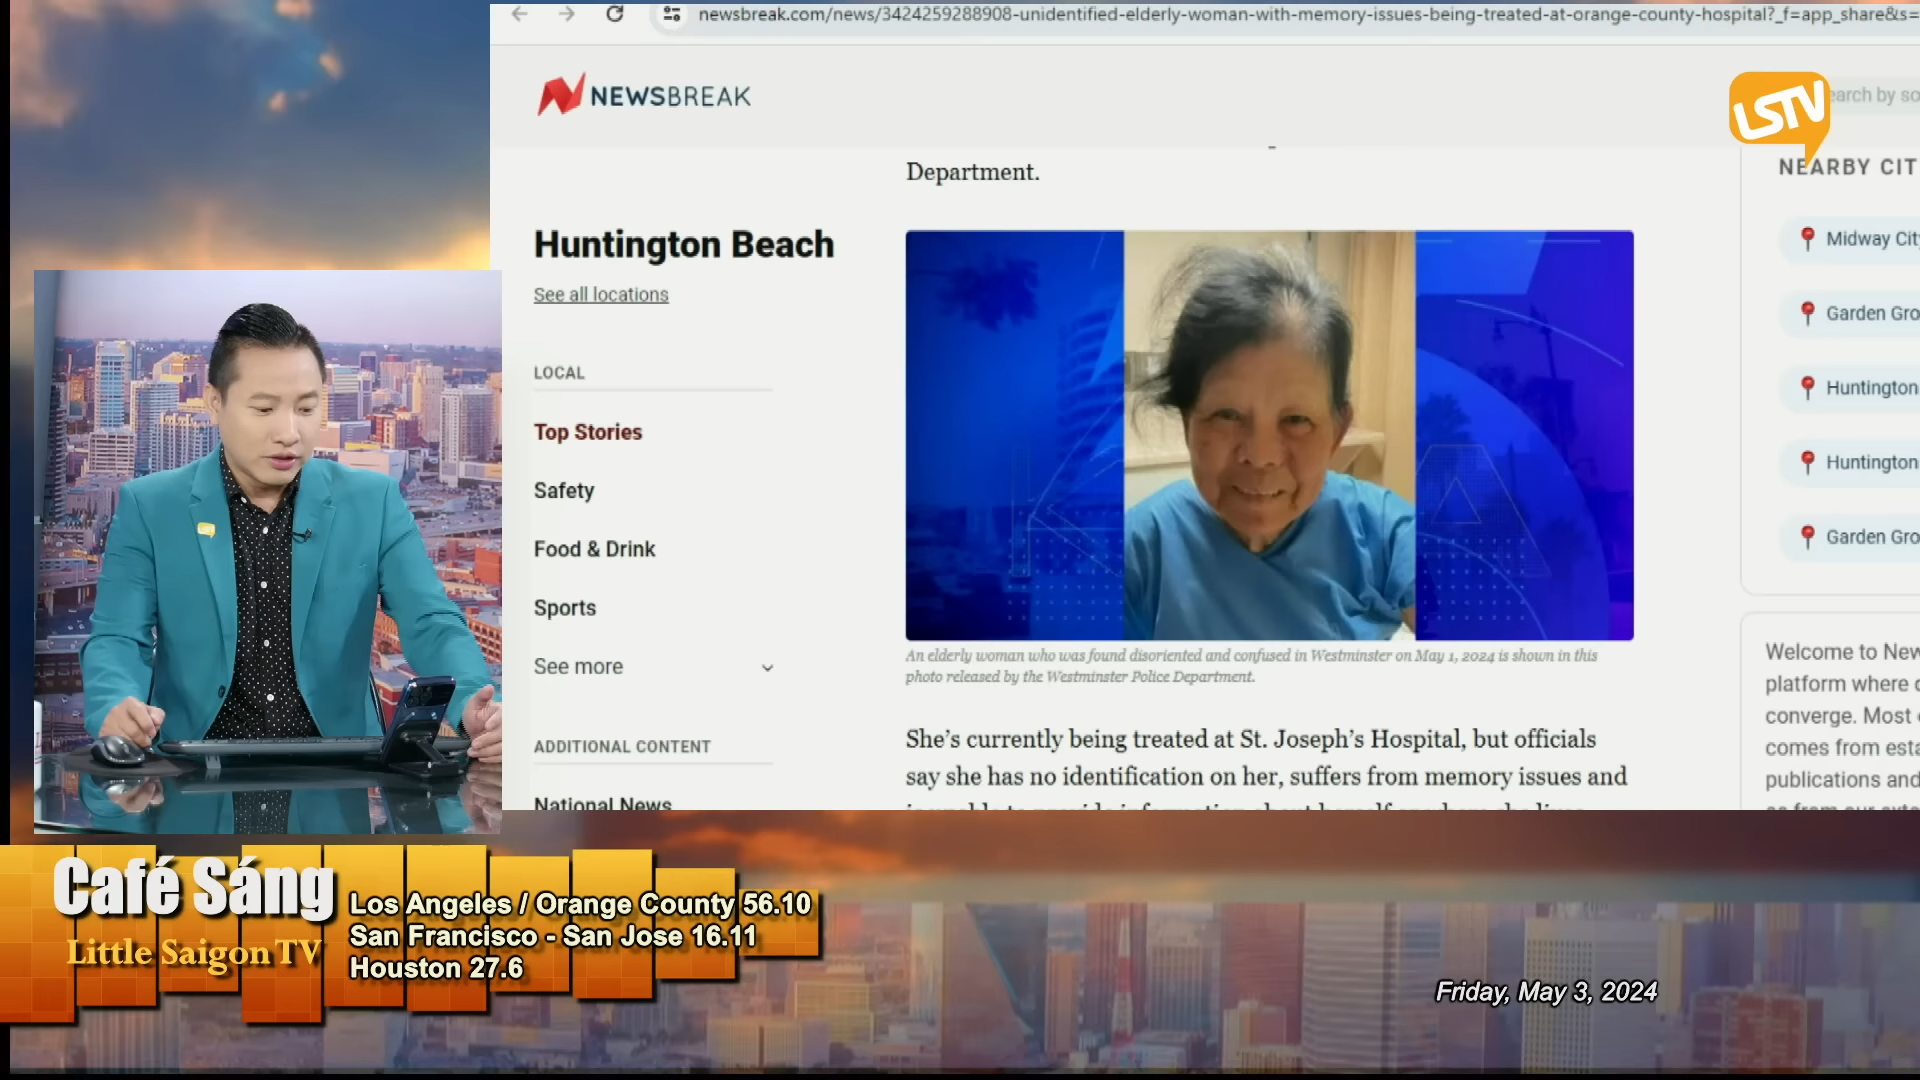 newsbreak.com/news/3424259288908-unidentified-elderly-woman-with-memory-issues-being-treated-at-orange-county-hospital?_f=app_share&s=
NEWSBREAK
LSTV
earch by so
Department.
NEARBY CIT
Huntington Beach
See all locations
Midway City
Garden Gro
Huntington
Huntington
Garden Gro
LOCAL
Top Stories
Safety
Food & Drink
Sports
See more
ADDITIONAL CONTENT
National News
An elderly woman who was found disoriented and confused in Westminster on May 1, 2024 is shown in this
photo released by the Westminster Police Department.
She's currently being treated at St. Joseph's Hospital, but officials
say she has no identification on her, suffers from memory issues and
Welcome to New
platform where
converge. Most
comes from esta
publications and
Café Sáng
Little Saigon TV
Los Angeles / Orange County 56.10
San Francisco - San Jose 16.11
Houston 27.6
Friday, May 3, 2024